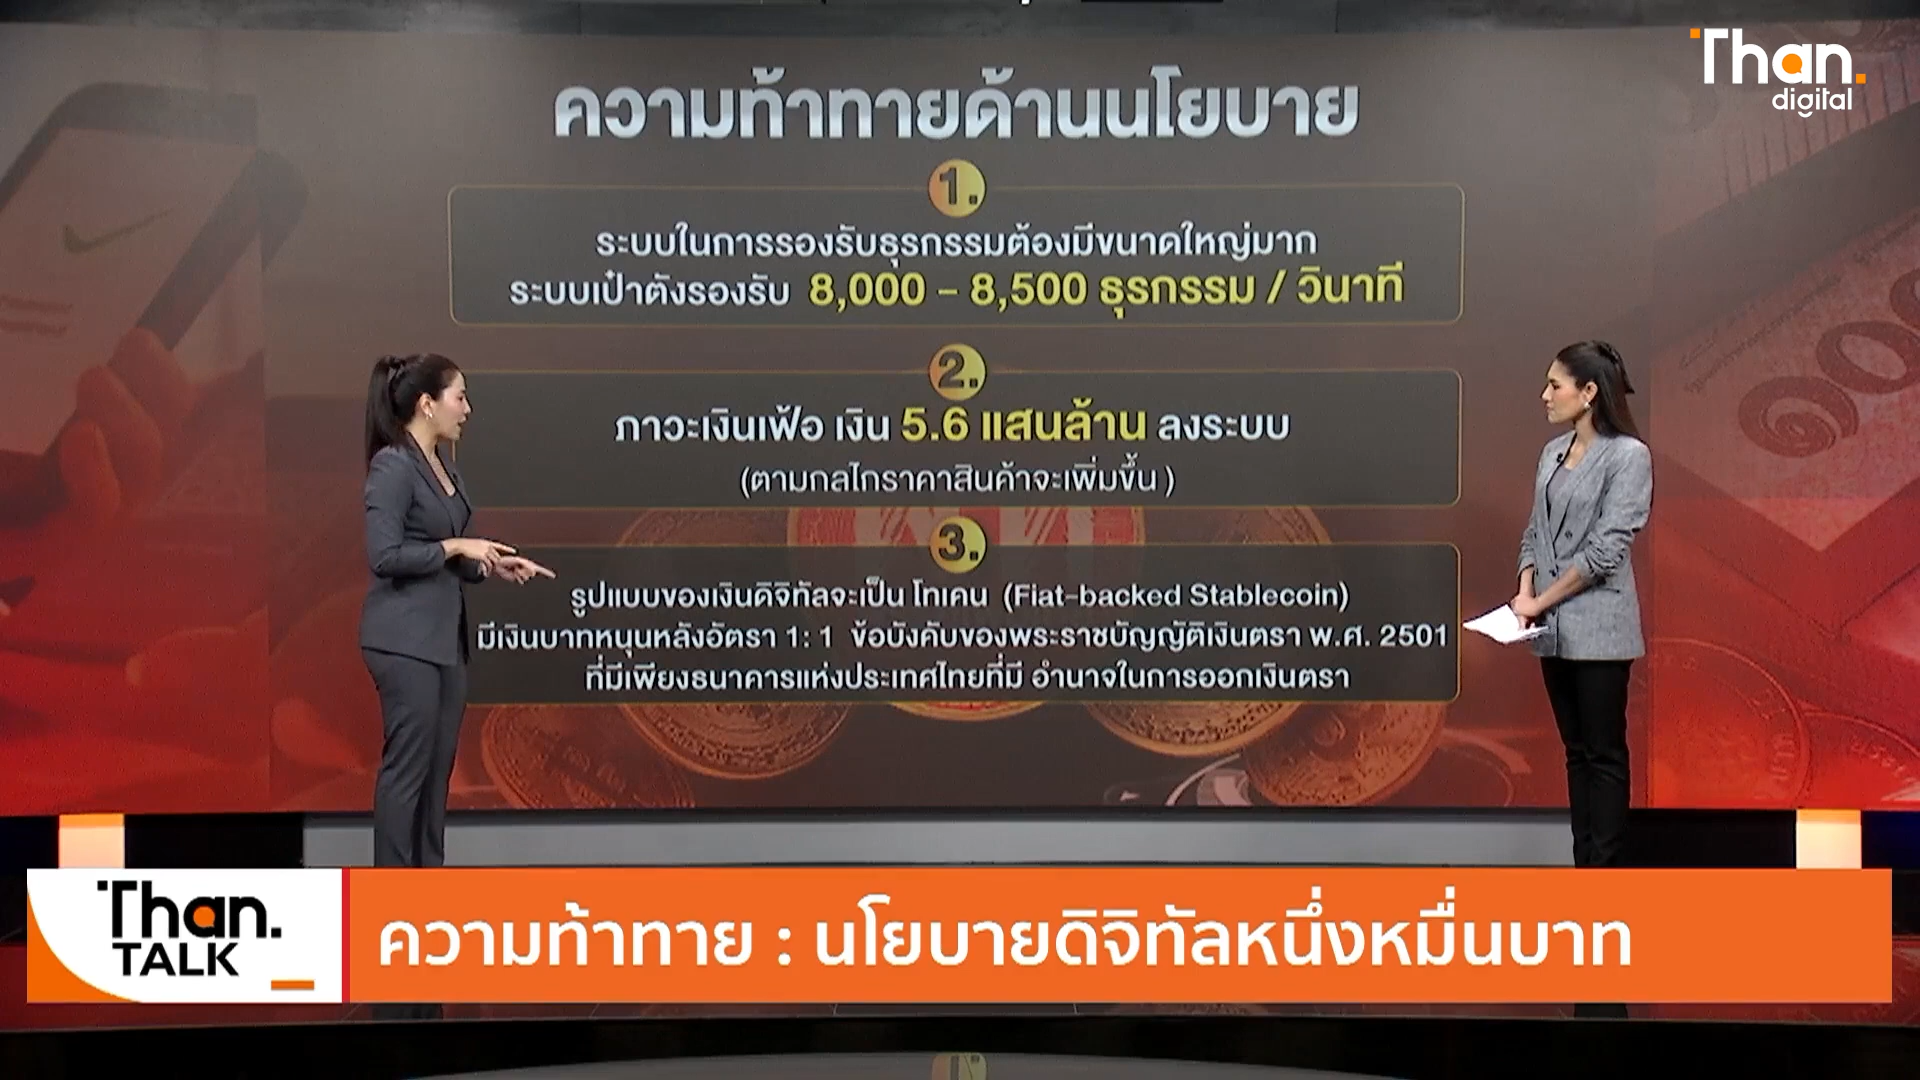 Than.
digital
ความท้าทายด้านนโยบาย
1.
ระบบในการรองรับธุรกรรมต้องมีขนาดใหญ่มาก
ระบบเป๋าตังรองรับ 8,000 - 8,500 ธุรกรรม / วินาที
2.
ภาวะเงินเฟ้อ เงิน 5.6 แสนล้าน ลงระบบ
(ตามกลไกราคาสินค้าจะเพิ่มขึ้น )
3.
รูปแบบของเงินดิจิทัลจะเป็น โทเคน (Fiat-backed Stablecoin)
มีเงินบาทหนุนหลังอัตรา 1: 1 ข้อบังคับของพระราชบัญญัติเงินตรา พ.ศ. 2501
ที่มีเพียงธนาคารแห่งประเทศไทยที่มี อำนาจในการออกเงินตรา
๑๐๐
Than.
TALK
ความท้าทาย : นโยบายดิจิทัลหนึ่งหมื่นบาท